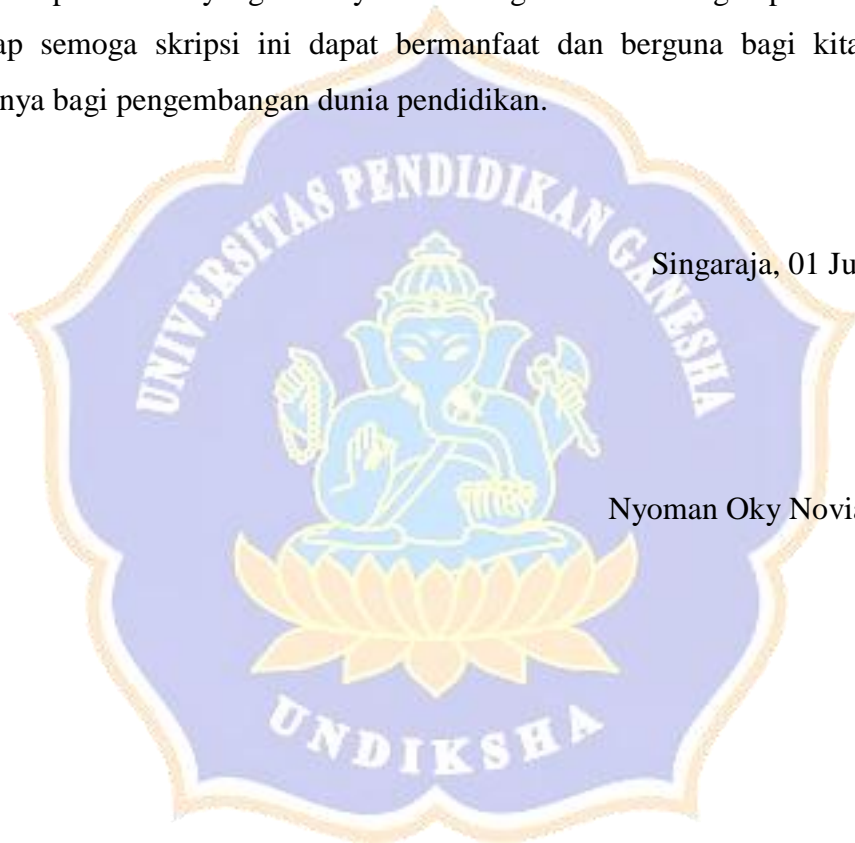 ap semoga skripsi ini dapat bermanfaat dan berguna bagi kita
nya bagi pengembangan dunia pendidikan.
UNIVERSITAS PENDIDIKAN GANESHA
Singaraja, 01 Ju
Nyoman Oky Novia
UNDIKSHA